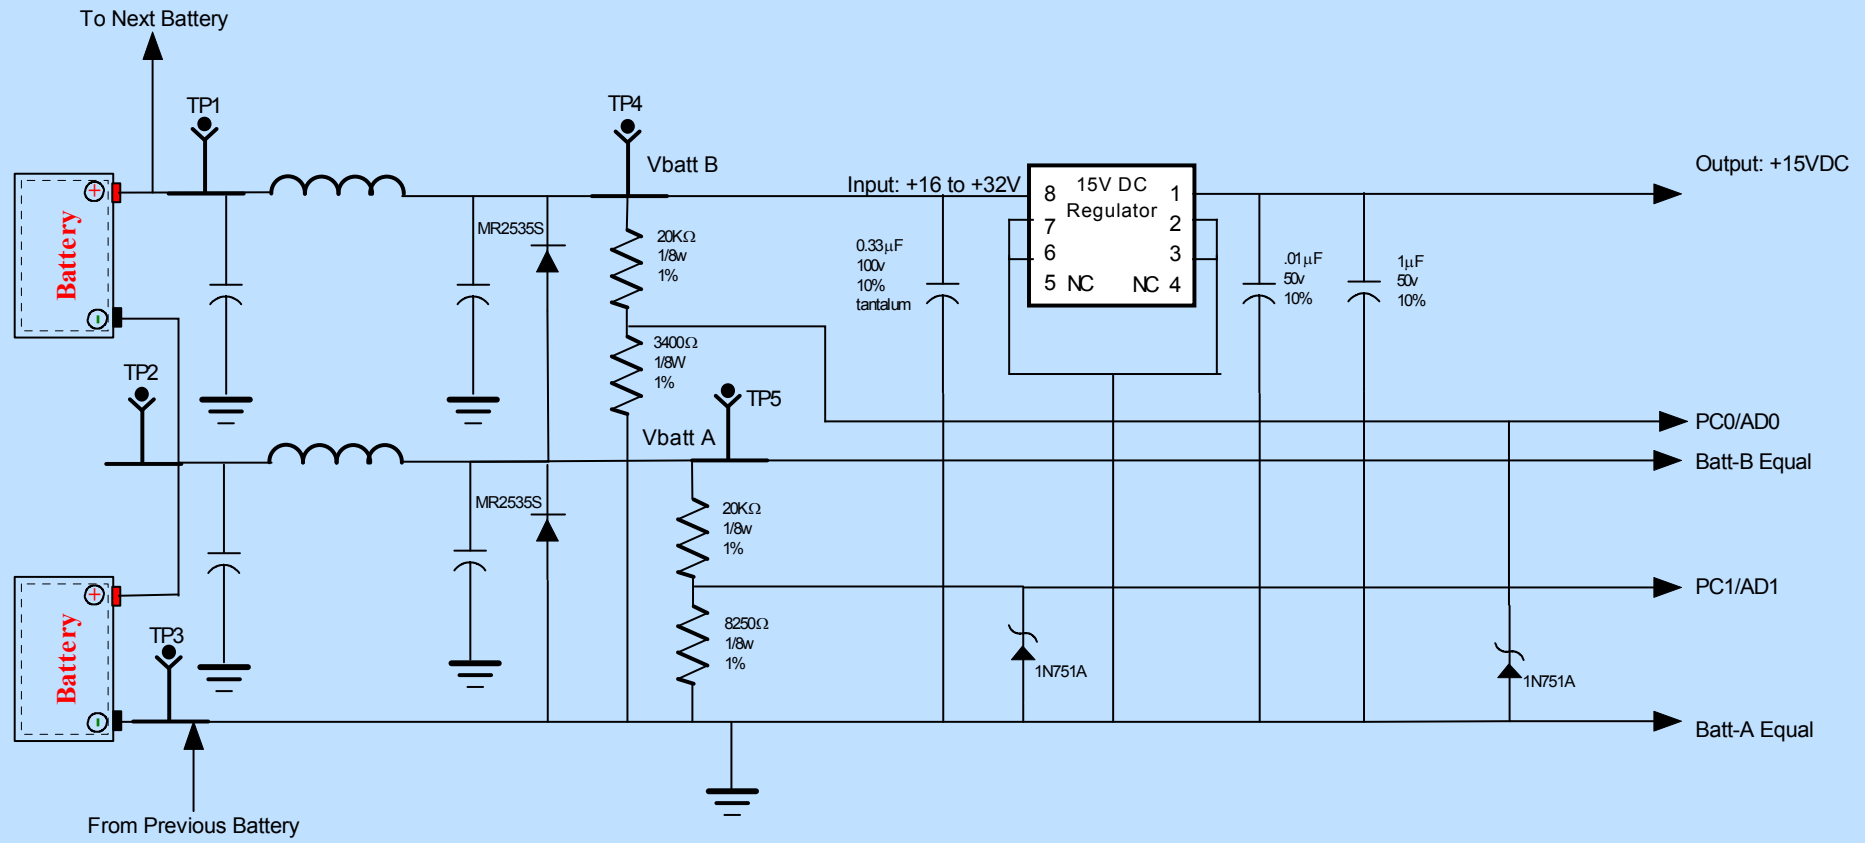 To Next Battery
TP1
TP4
Vbatt B
Input: +16 to +32V
15V DC
Regulator
8
7
6
5 NC
1
2
3
NC 4
Output: +15VDC
Battery
+
-
MR2535S
20KΩ
1/8w
1%
0.33µF
100v
10%
tantalum
.01µF
50v
10%
1µF
50v
10%
3400Ω
1/8W
1%
TP2
TP5
Vbatt A
PC0/AD0
Batt-B Equal
MR2535S
20KΩ
1/8w
1%
PC1/AD1
Battery
+
-
TP3
8250Ω
1/8w
1%
1N751A
1N751A
Batt-A Equal
From Previous Battery